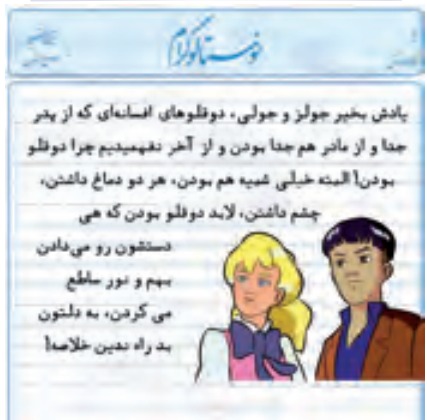 نوستالوگرام
یادش بخیر جولز و جولی، دوقلوهای افسانه‌ای که از پدر
جدا و از مادر هم جدا بودن و از آخر نفهمیدیم چرا دوقلو
بودن! البته خیلی شبیه هم بودن، هر دو دماغ داشتن،
چشم داشتن، لابد دوقلو بودن که هی
دستشون رو می‌دادن
بهم و نور ساطع
می کردن، به دلتون
بد راه ندین خلاصه!